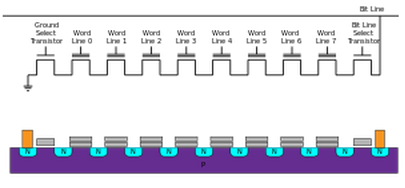 Bit Line
Ground
Select
Transistor
Word
Line 0
Word
Line 1
Word
Line 2
Word
Line 3
Word
Line 4
Word
Line 5
Word
Line 6
Word
Line 7
Bit Line
Select
Transistor
N N N N N N N N N N N
P